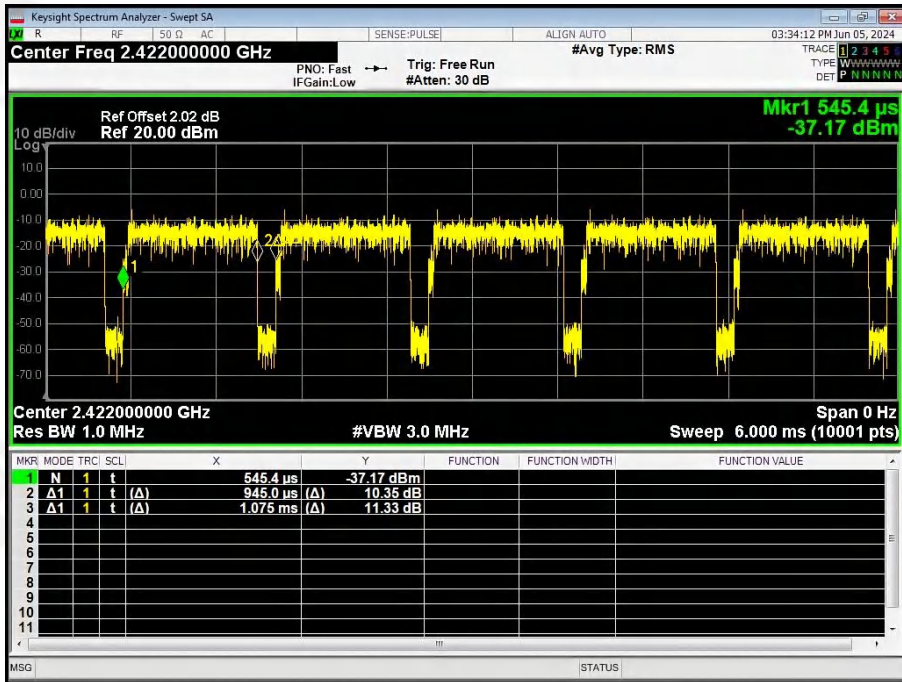 Keysight Spectrum Analyzer - Swept SA
LXI R RF 50 Ω AC SENSE:PULSE ALIGN AUTO 03:34:12 PM Jun 05, 2024
Center Freq 2.422000000 GHz
PNO: Fast
IFGain:Low
Trig: Free Run
#Atten: 30 dB
#Avg Type: RMS
TRACE 1 2 3 4 5 6
TYPE WWWWWW
DET P N N N N N
Mkr1 545.4 µs
-37.17 dBm
Ref Offset 2.02 dB
10 dB/div Ref 20.00 dBm
Log
10.0
0.00
-10.0
-20.0
-30.0
-40.0
-50.0
-60.0
-70.0
1
2Δ1
Center 2.422000000 GHz Span 0 Hz
Res BW 1.0 MHz #VBW 3.0 MHz Sweep 6.000 ms (10001 pts)
MKR MODE TRC SCL X Y FUNCTION FUNCTION WIDTH FUNCTION VALUE
1 N 1 t 545.4 µs -37.17 dBm
2 Δ1 1 t (Δ) 945.0 µs (Δ) 10.35 dB
3 Δ1 1 t (Δ) 1.075 ms (Δ) 11.33 dB
4
5
6
7
8
9
10
11
MSG STATUS